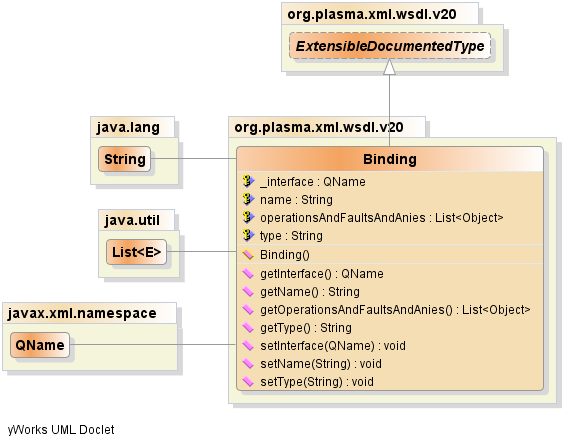 org.plasma.xml.wsdl.v20
ExtensibleDocumentedType
java.lang
String
org.plasma.xml.wsdl.v20
Binding
_interface : QName
name : String
operationsAndFaultsAndAnies : List<Object>
type : String
Binding()
getInterface() : QName
getName() : String
getOperationsAndFaultsAndAnies() : List<Object>
getType() : String
setInterface(QName) : void
setName(String) : void
setType(String) : void
java.util
List<E>
javax.xml.namespace
QName
yWorks UML Doclet